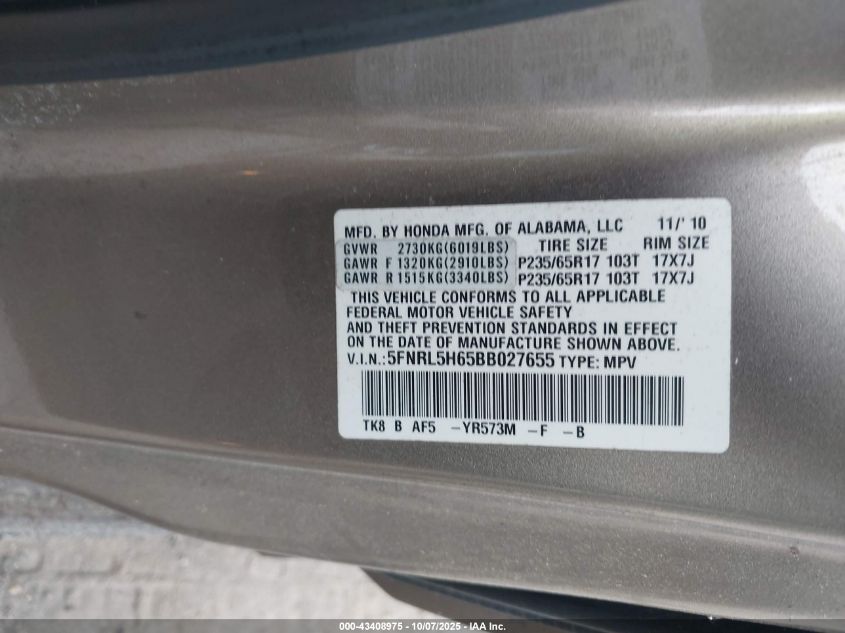 MFD. BY HONDA MFG. OF ALABAMA, LLC 11/' 10
GVWR 2730KG(6019LBS) TIRE SIZE RIM SIZE
GAWR F 1320KG(2910LBS) P235/65R17 103T 17X7J
GAWR R 1515KG(3340LBS) P235/65R17 103T 17X7J
THIS VEHICLE CONFORMS TO ALL APPLICABLE
FEDERAL MOTOR VEHICLE SAFETY
AND THEFT PREVENTION STANDARDS IN EFFECT
ON THE DATE OF MANUFACTURE SHOWN ABOVE.
V.I.N.: 5FNRL5H65BB027655 TYPE: MPV
TK8 B AF5 -YR573M -F -B
000-43408975 - 10/07/2025 - IAA Inc.